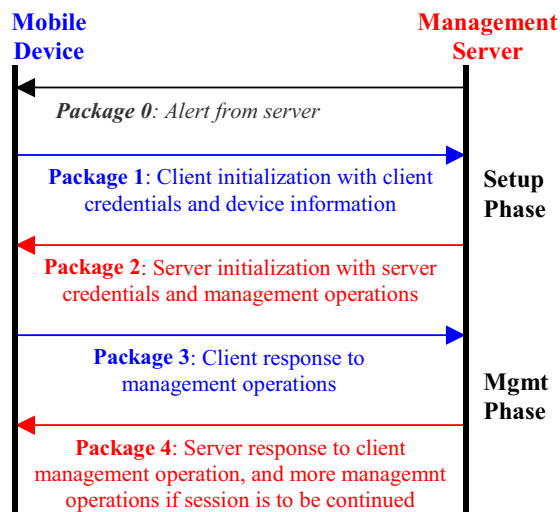 Mobile
Device
Management
Server
Package 0: Alert from server
Package 1: Client initialization with client
credentials and device information
Setup
Phase
Package 2: Server initialization with server
credentials and management operations
Package 3: Client response to
management operations
Mgmt
Phase
Package 4: Server response to client
management operation, and more managemnt
operations if session is to be continued